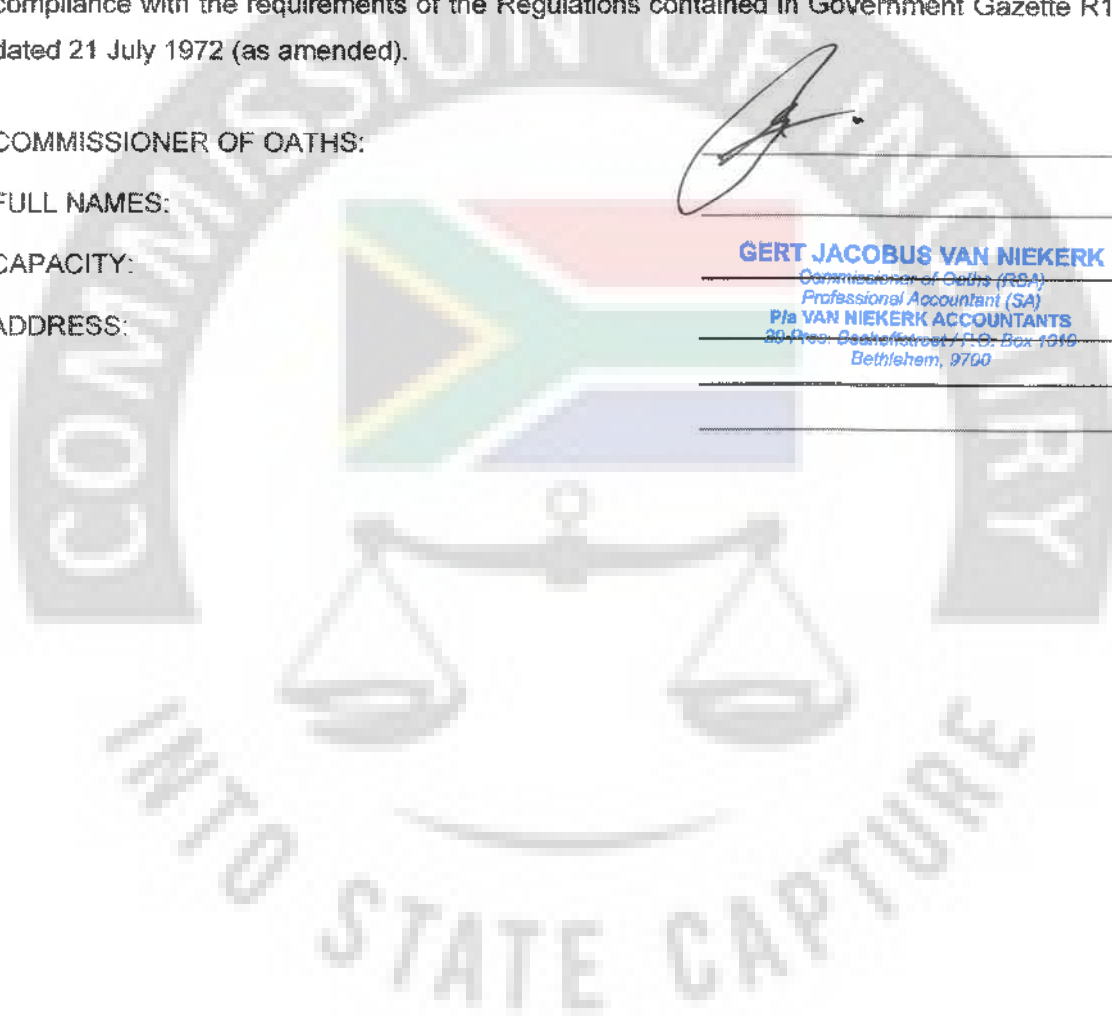 compliance with the requirements of the Regulations contained in Government Gazette R1
dated 21 July 1972 (as amended).
COMMISSIONER OF OATHS:
FULL NAMES:
CAPACITY:
ADDRESS:
GERT JACOBUS VAN NIEKERK
Commissioner of Oaths (RSA)
Professional Accountant (SA)
P/a VAN NIEKERK ACCOUNTANTS
Pres. / P.O. Box
Bethlehem, 9700
COMMISSION OF INQUIRY
INTO STATE CAPTURE